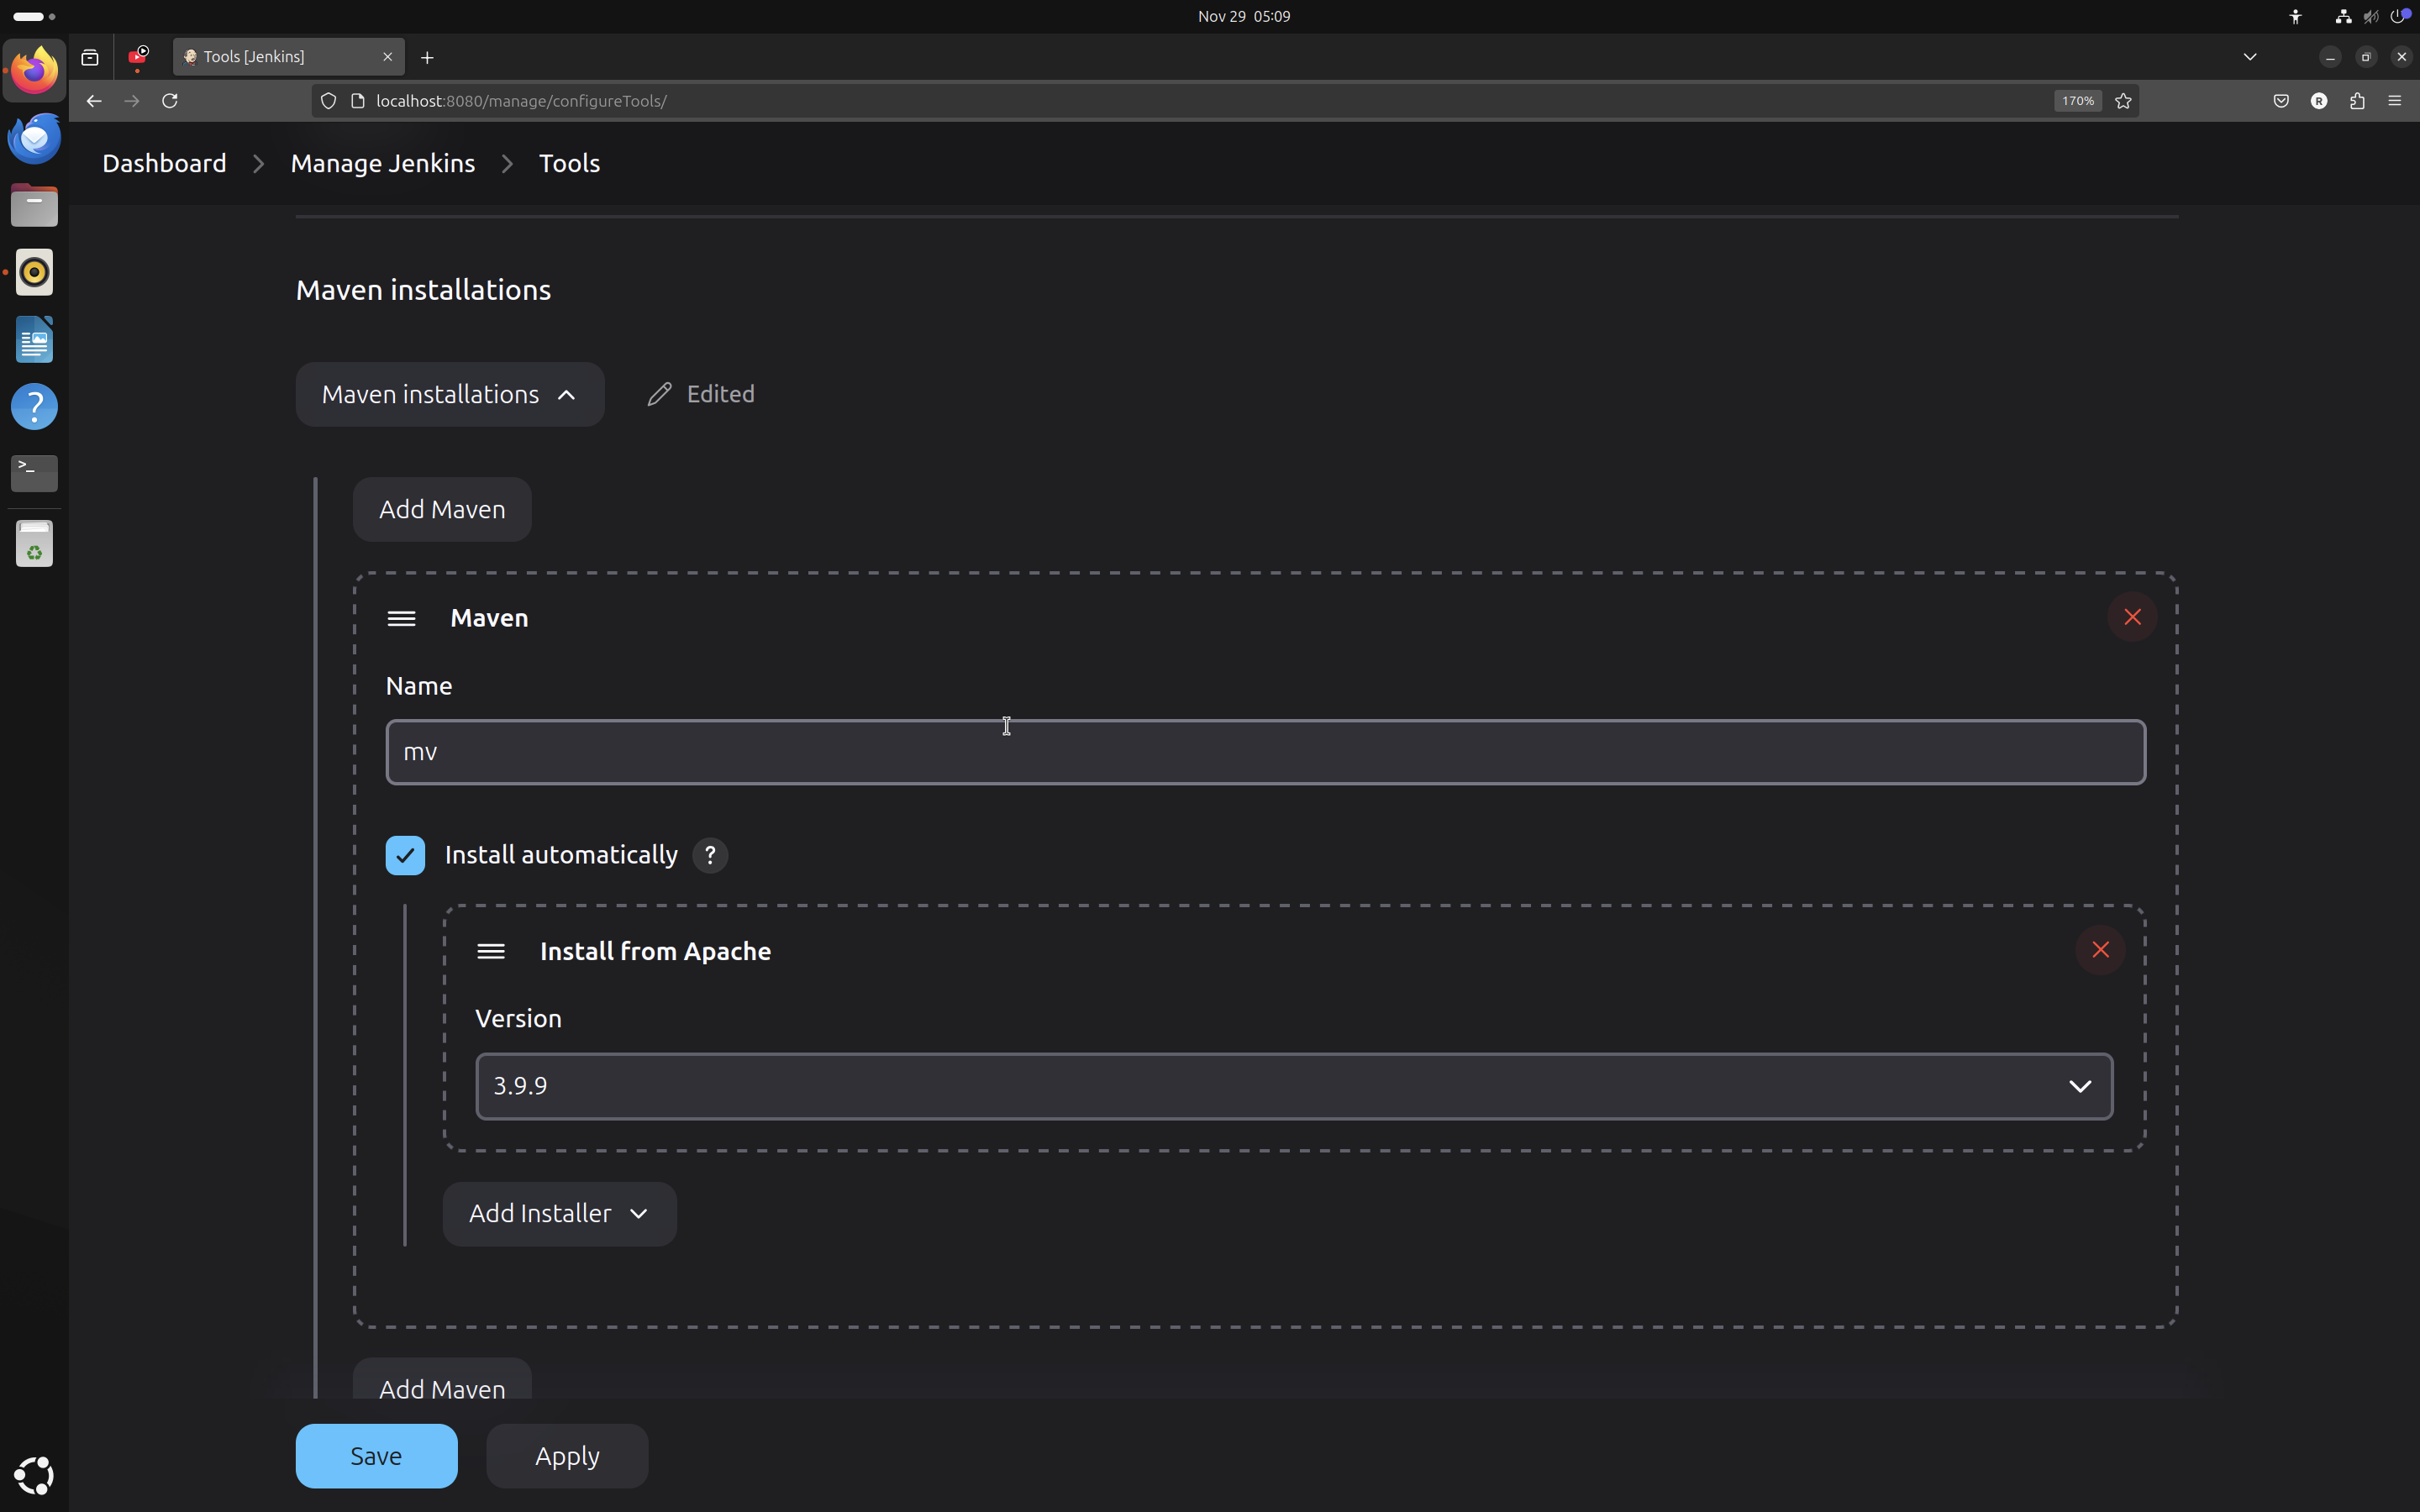 Nov 29 05:09
Tools [Jenkins]
localhost:8080/manage/configureTools/
170%
R
Dashboard > Manage Jenkins > Tools
Maven installations
Maven installations
Edited
Add Maven
Maven
Name
mv
Install automatically ?
Install from Apache
Version
3.9.9
Add Installer
Add Maven
Save
Apply